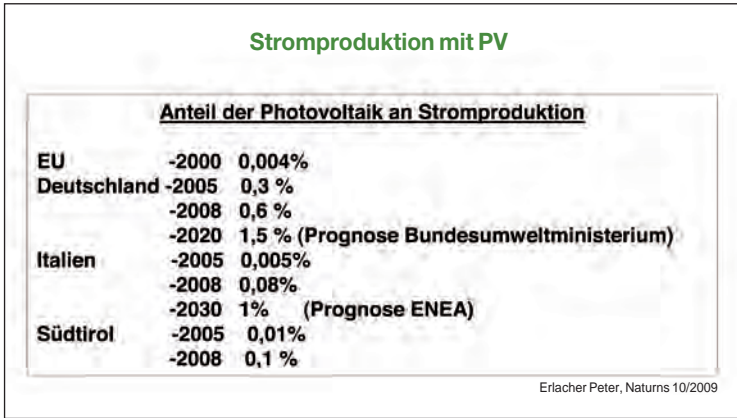 Stromproduktion mit PV
Anteil der Photovoltaik an Stromproduktion
EU -2000 0,004%
Deutschland -2005 0,3 %
-2008 0,6 %
-2020 1,5 % (Prognose Bundesumweltministerium)
Italien -2005 0,005%
-2008 0,08%
-2030 1% (Prognose ENEA)
Südtirol -2005 0,01%
-2008 0,1 %
Erlacher Peter, Naturns 10/2009